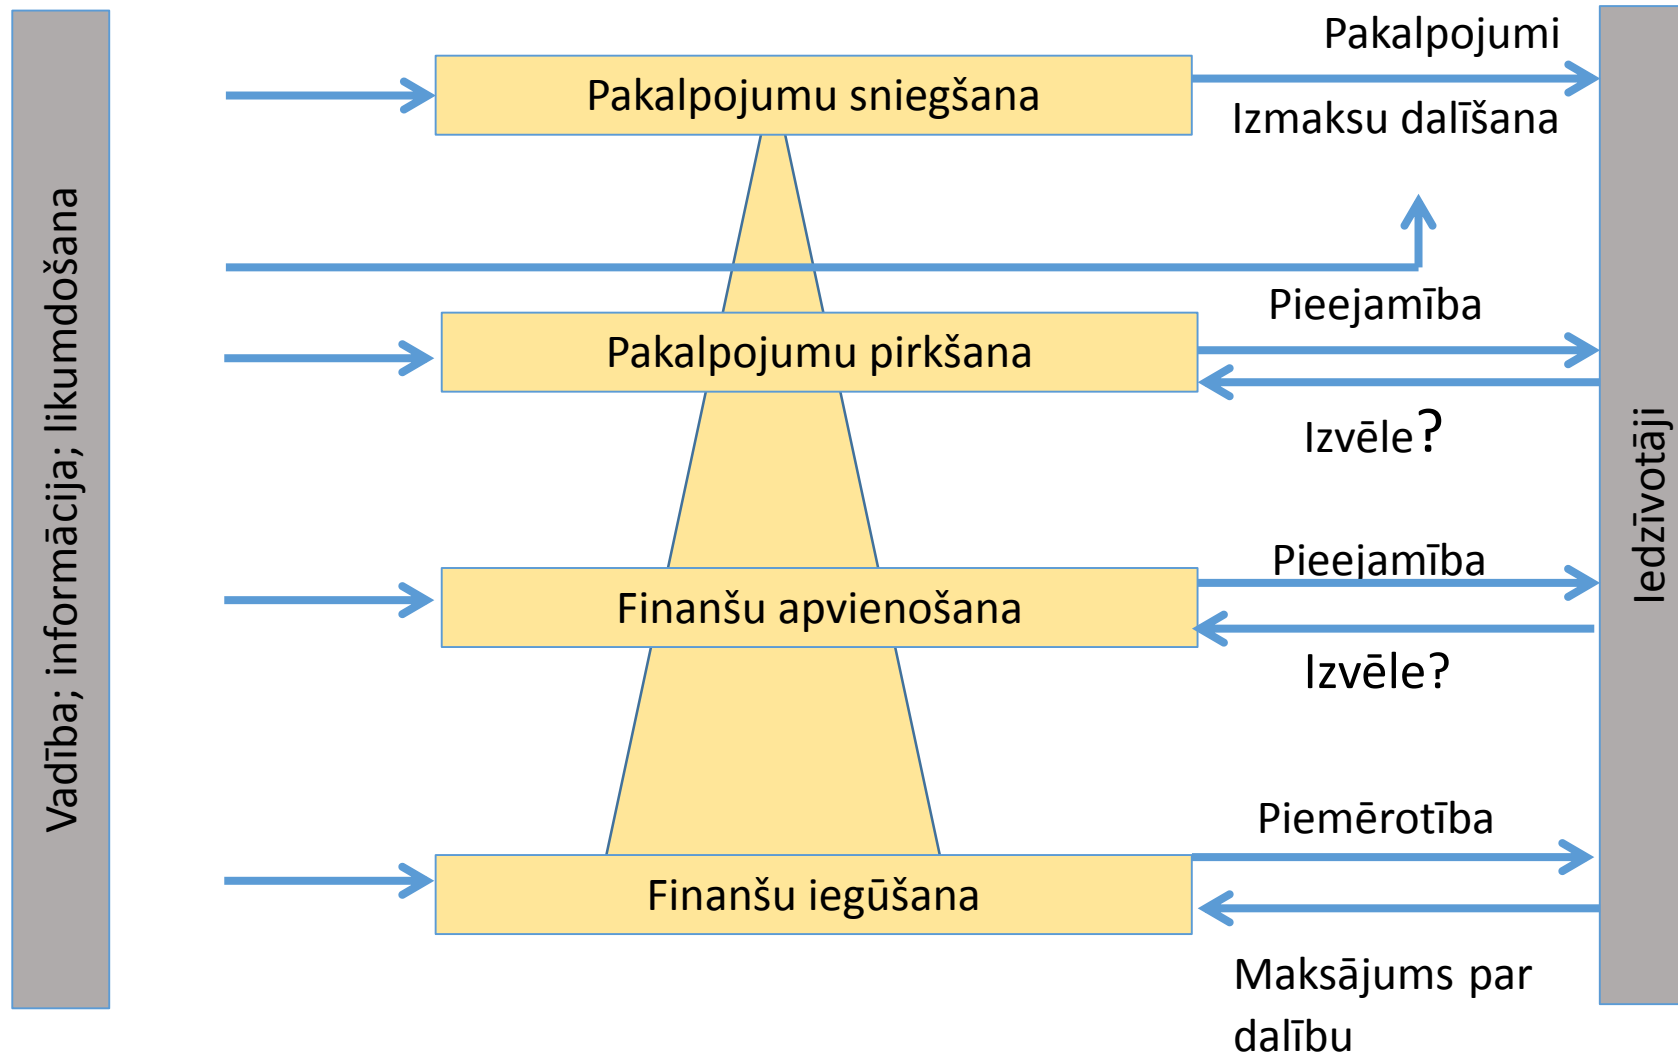 Vadība; informācija; likumdošana
Pakalpojumu sniegšana
Pakalpojumi
Izmaksu dalīšana
Pakalpojumu pirkšana
Pieejamība
Izvēle?
Finanšu apvienošana
Pieejamība
Izvēle?
Finanšu iegūšana
Piemērotība
Maksājums par
dalību
Iedzīvotāji